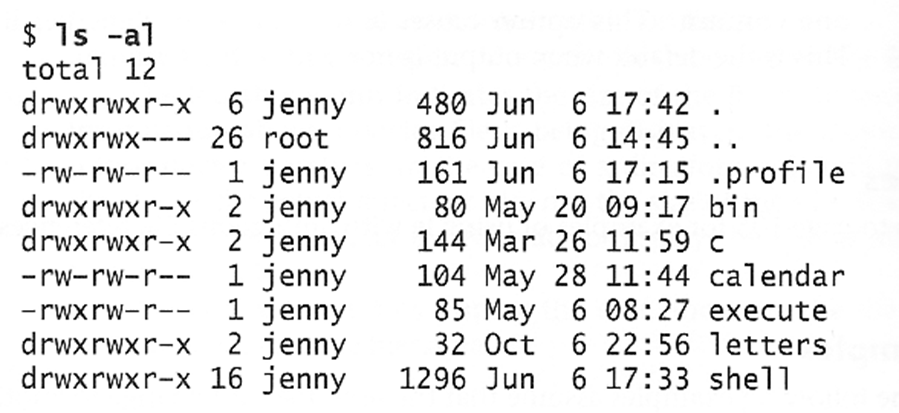 $ ls -al
total 12
drwxrwxr-x  6 jenny    480 Jun  6 17:42 .
drwxrwx--- 26 root     816 Jun  6 14:45 ..
-rw-rw-r--  1 jenny    161 Jun  6 17:15 .profile
drwxrwxr-x  2 jenny     80 May 20 09:17 bin
drwxrwxr-x  2 jenny    144 Mar 26 11:59 c
-rw-rw-r--  1 jenny    104 May 28 11:44 calendar
-rwxrwxr--  1 jenny     85 May  6 08:27 execute
drwxrwxr-x  2 jenny     32 Oct  6 22:56 letters
drwxrwxr-x 16 jenny   1296 Jun  6 17:33 shell